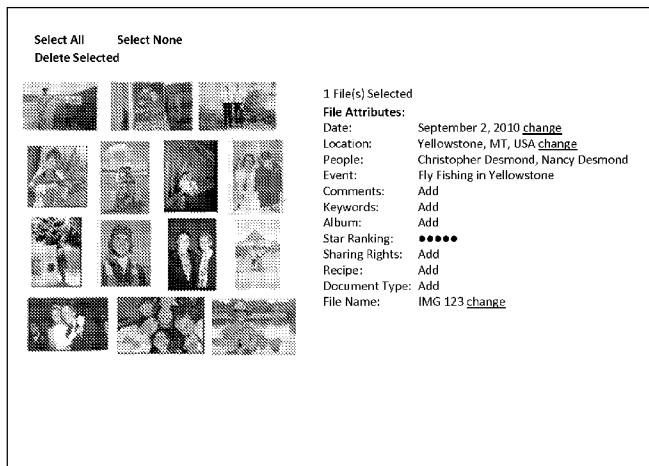 Select All Select None
Delete Selected
1 File(s) Selected
File Attributes:
Date: September 2, 2010 change
Location: Yellowstone, MT, USA change
People: Christopher Desmond, Nancy Desmond
Event: Fly Fishing in Yellowstone
Comments: Add
Keywords: Add
Album: Add
Star Ranking: ●●●●●
Sharing Rights: Add
Recipe: Add
Document Type: Add
File Name: IMG 123 change